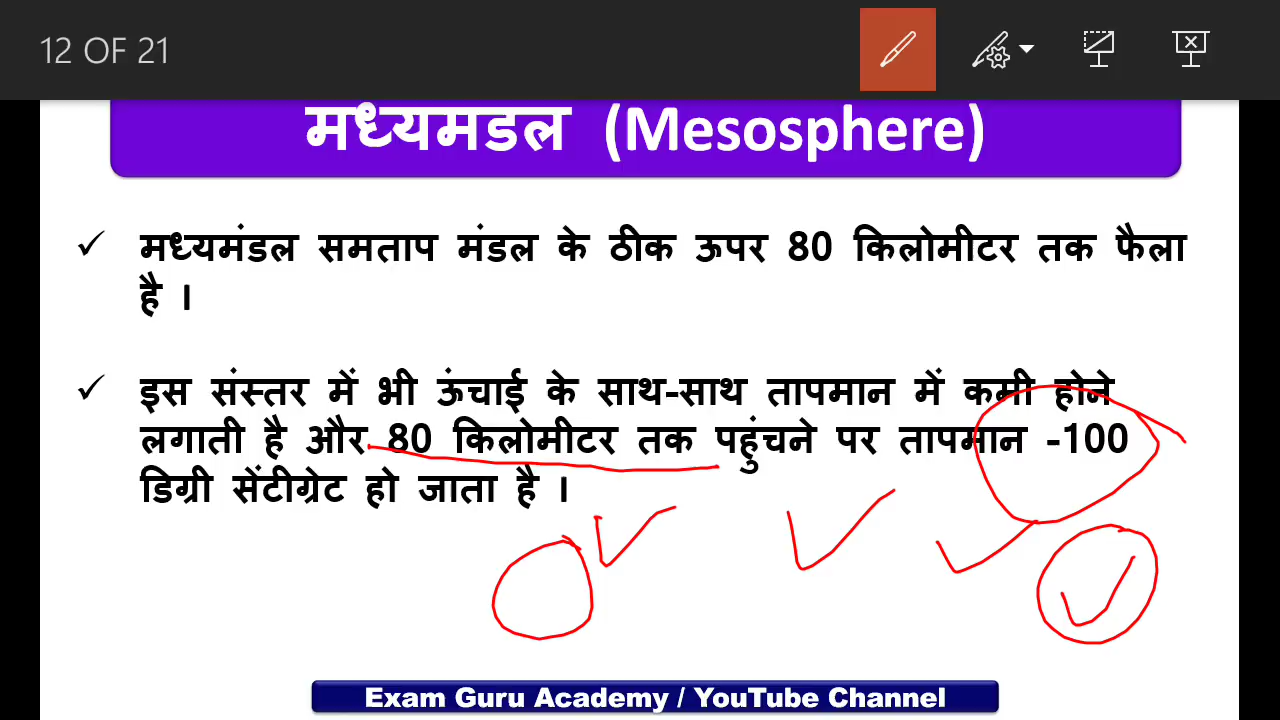 12 OF 21
मध्यमडल (Mesosphere)
✓ मध्यमंडल समताप मंडल के ठीक ऊपर 80 किलोमीटर तक फैला
है ।
✓ इस संस्तर में भी ऊंचाई के साथ-साथ तापमान में कमी होने
लगाती है और 80 किलोमीटर तक पहुंचने पर तापमान -100
डिग्री सेंटीग्रेट हो जाता है ।
Exam Guru Academy / YouTube Channel